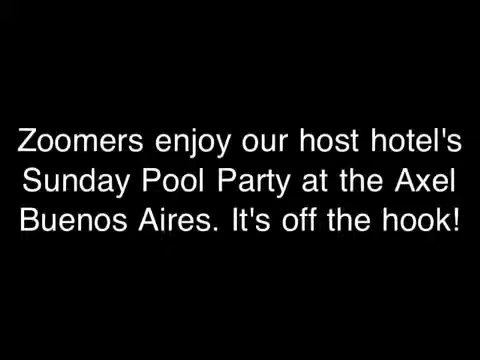 Zoomers enjoy our host hotel's
Sunday Pool Party at the Axel
Buenos Aires. It's off the hook!